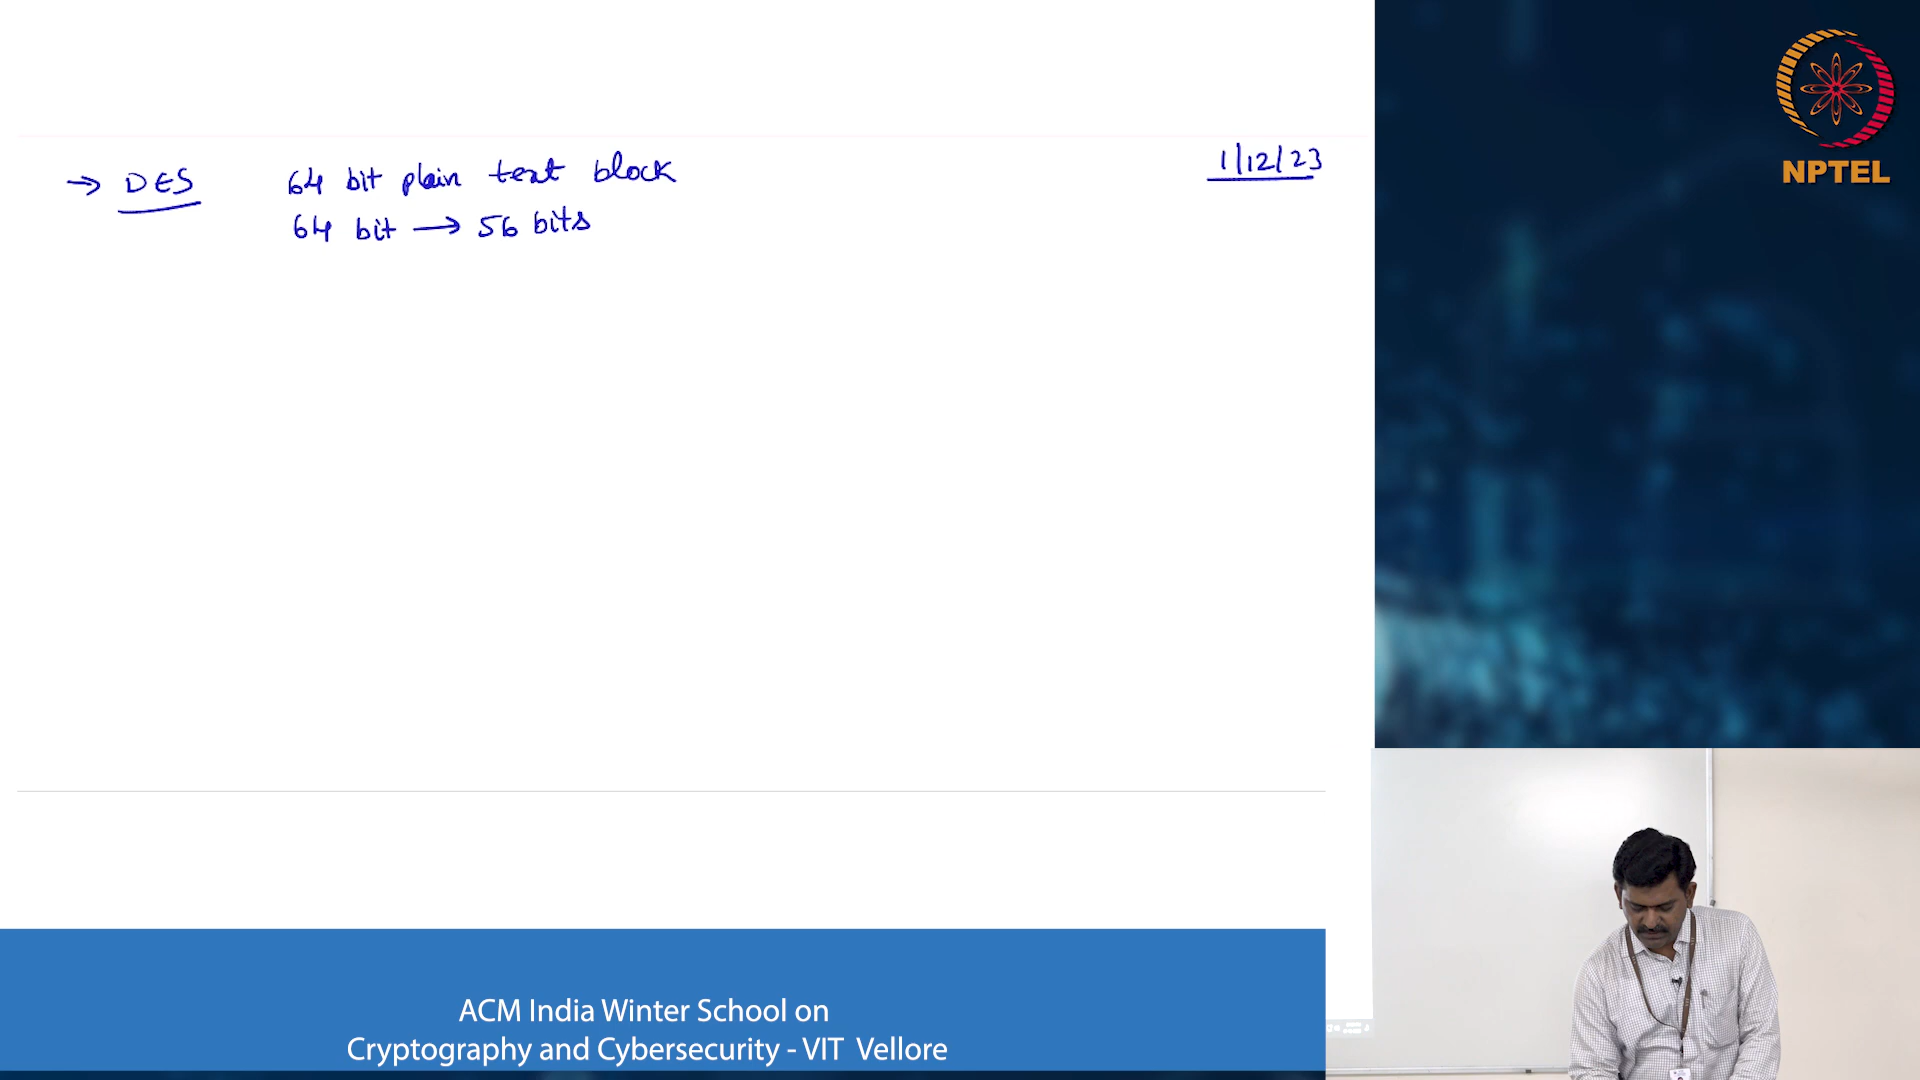 → DES 64 bit plain text block 1/12/23
64 bit → 56 bits
NPTEL
ACM India Winter School on
Cryptography and Cybersecurity - VIT Vellore